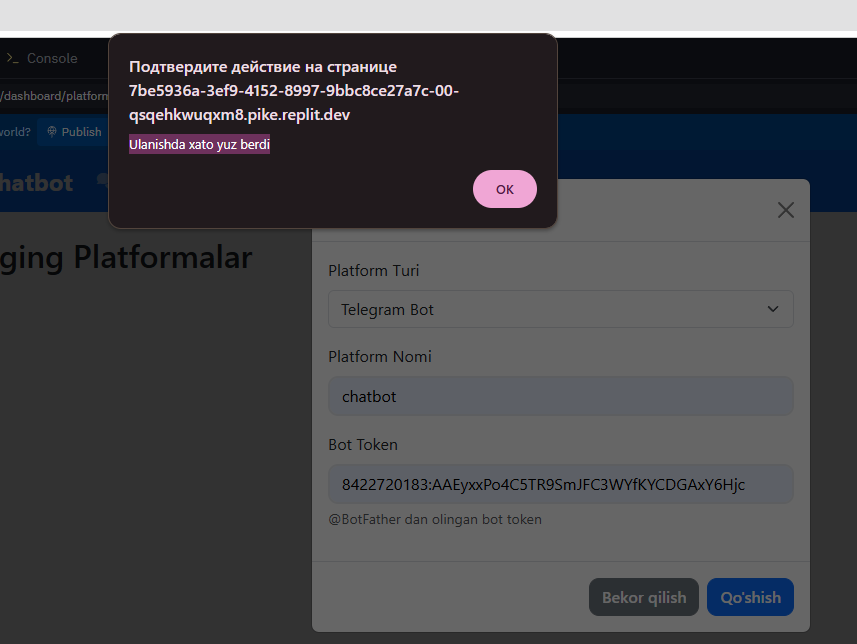 Console
Подтвердите действие на странице
7be5936a-3ef9-4152-8997-9bbc8ce27a7c-00-
qsqehkwuqxm8.pike.replit.dev
/dashboard/platform
Ulanishda xato yuz berdi
world?
Publish
OK
hatbot
ging Platformalar
Platform Turi
Telegram Bot
Platform Nomi
chatbot
Bot Token
8422720183:AAEyxxPo4C5TR9SmJFC3WYfKYCDGAxY6Hjc
@BotFather dan olingan bot token
Bekor qilish
Qo'shish